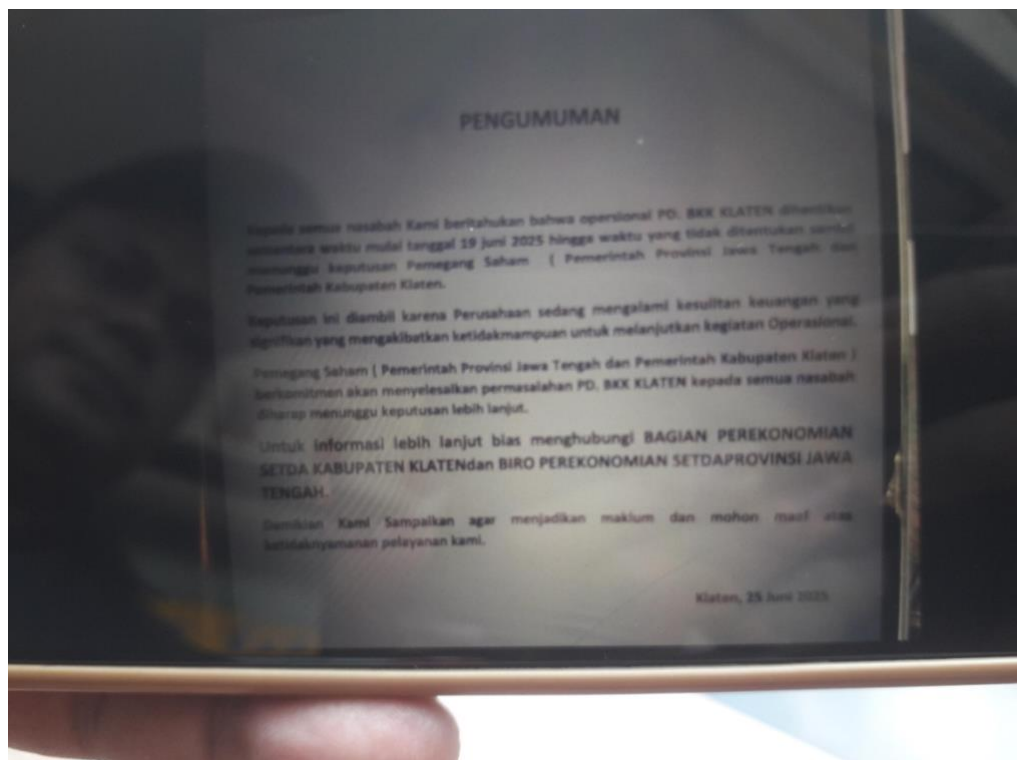 PENGUMUMAN
Kepada semua nasabah Kami beritahukan bahwa opersional PD. BKK KLATEN dihentikan
sementara waktu mulai tanggal 19 juni 2025 hingga waktu yang tidak ditentukan sambil
menunggu keputusan Pemegang Saham ( Pemerintah Provinsi Jawa Tengah dan
Pemerintah Kabupaten Klaten.
Keputusan ini diambil karena Perusahaan sedang mengalami kesulitan keuangan yang
signifikan yang mengakibatkan ketidakmampuan untuk melanjutkan kegiatan Operasional.
Pemegang Saham ( Pemerintah Provinsi Jawa Tengah dan Pemerintah Kabupaten Klaten )
berkomitmen akan menyelesaikan permasalahan PD. BKK KLATEN kepada semua nasabah
diharap menunggu keputusan lebih lanjut.
Untuk informasi lebih lanjut bias menghubungi BAGIAN PEREKONOMIAN
SETDA KABUPATEN KLATENdan BIRO PEREKONOMIAN SETDAPROVINSI JAWA
TENGAH.
Demikian Kami Sampaikan agar menjadikan maklum dan mohon maaf atas
ketidaknyamanan pelayanan kami.
Klaten, 25 Juni 2025